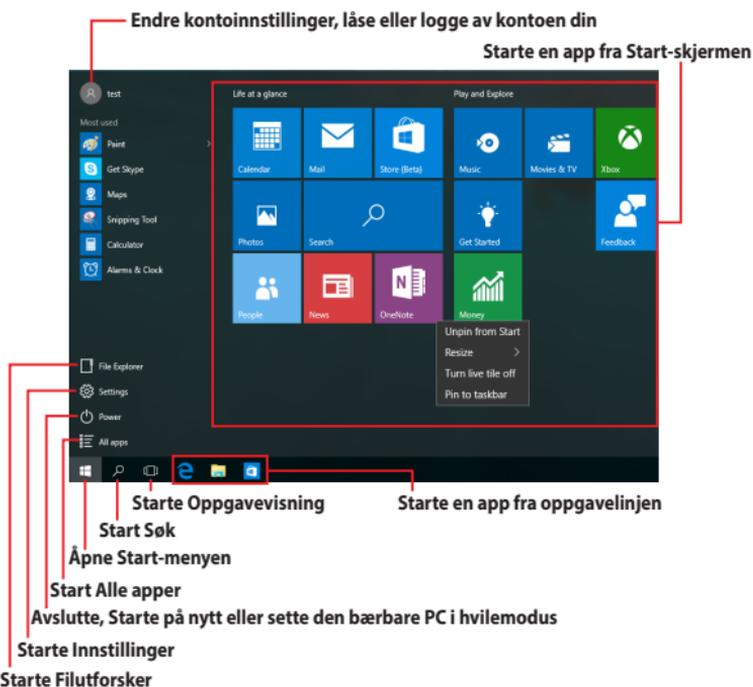 Endre kontoinnstillinger, låse eller logge av kontoen din
Starte en app fra Start-skjermen
test
Most used
Paint
Get Skype
Maps
Snipping Tool
Calculator
Alarms & Clock
File Explorer
Settings
Power
All apps
Life at a glance
Calendar
Mail
Store (Beta)
Photos
Search
People
News
OneNote
Play and Explore
Music
Movies & TV
Xbox
Get Started
Feedback
Money
Unpin from Start
Resize
Turn live tile off
Pin to taskbar
Starte Oppgavevisning
Starte en app fra oppgavelinjen
Start Søk
Åpne Start-menyen
Start Alle apper
Avslutte, Starte på nytt eller sette den bærbare PC i hvilemodus
Starte Innstillinger
Starte Filutforsker